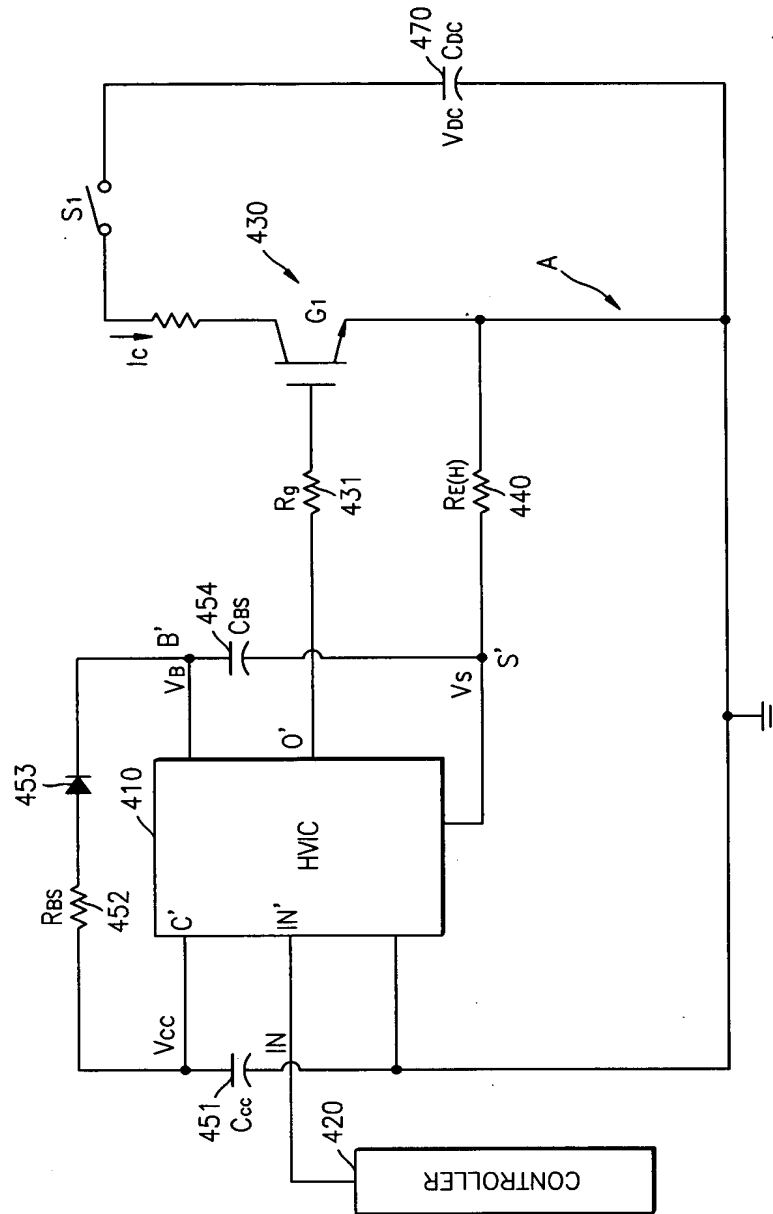 RBS
452
453
B'
454
CBS
VB
410
C'
Vcc
HVIC
IN'
O'
IN
451
Ccc
Vs
S'
Rg
431
RE(H)
440
S1
Ic
430
G1
A
470
CDC
VDC
420
CONTROLLER